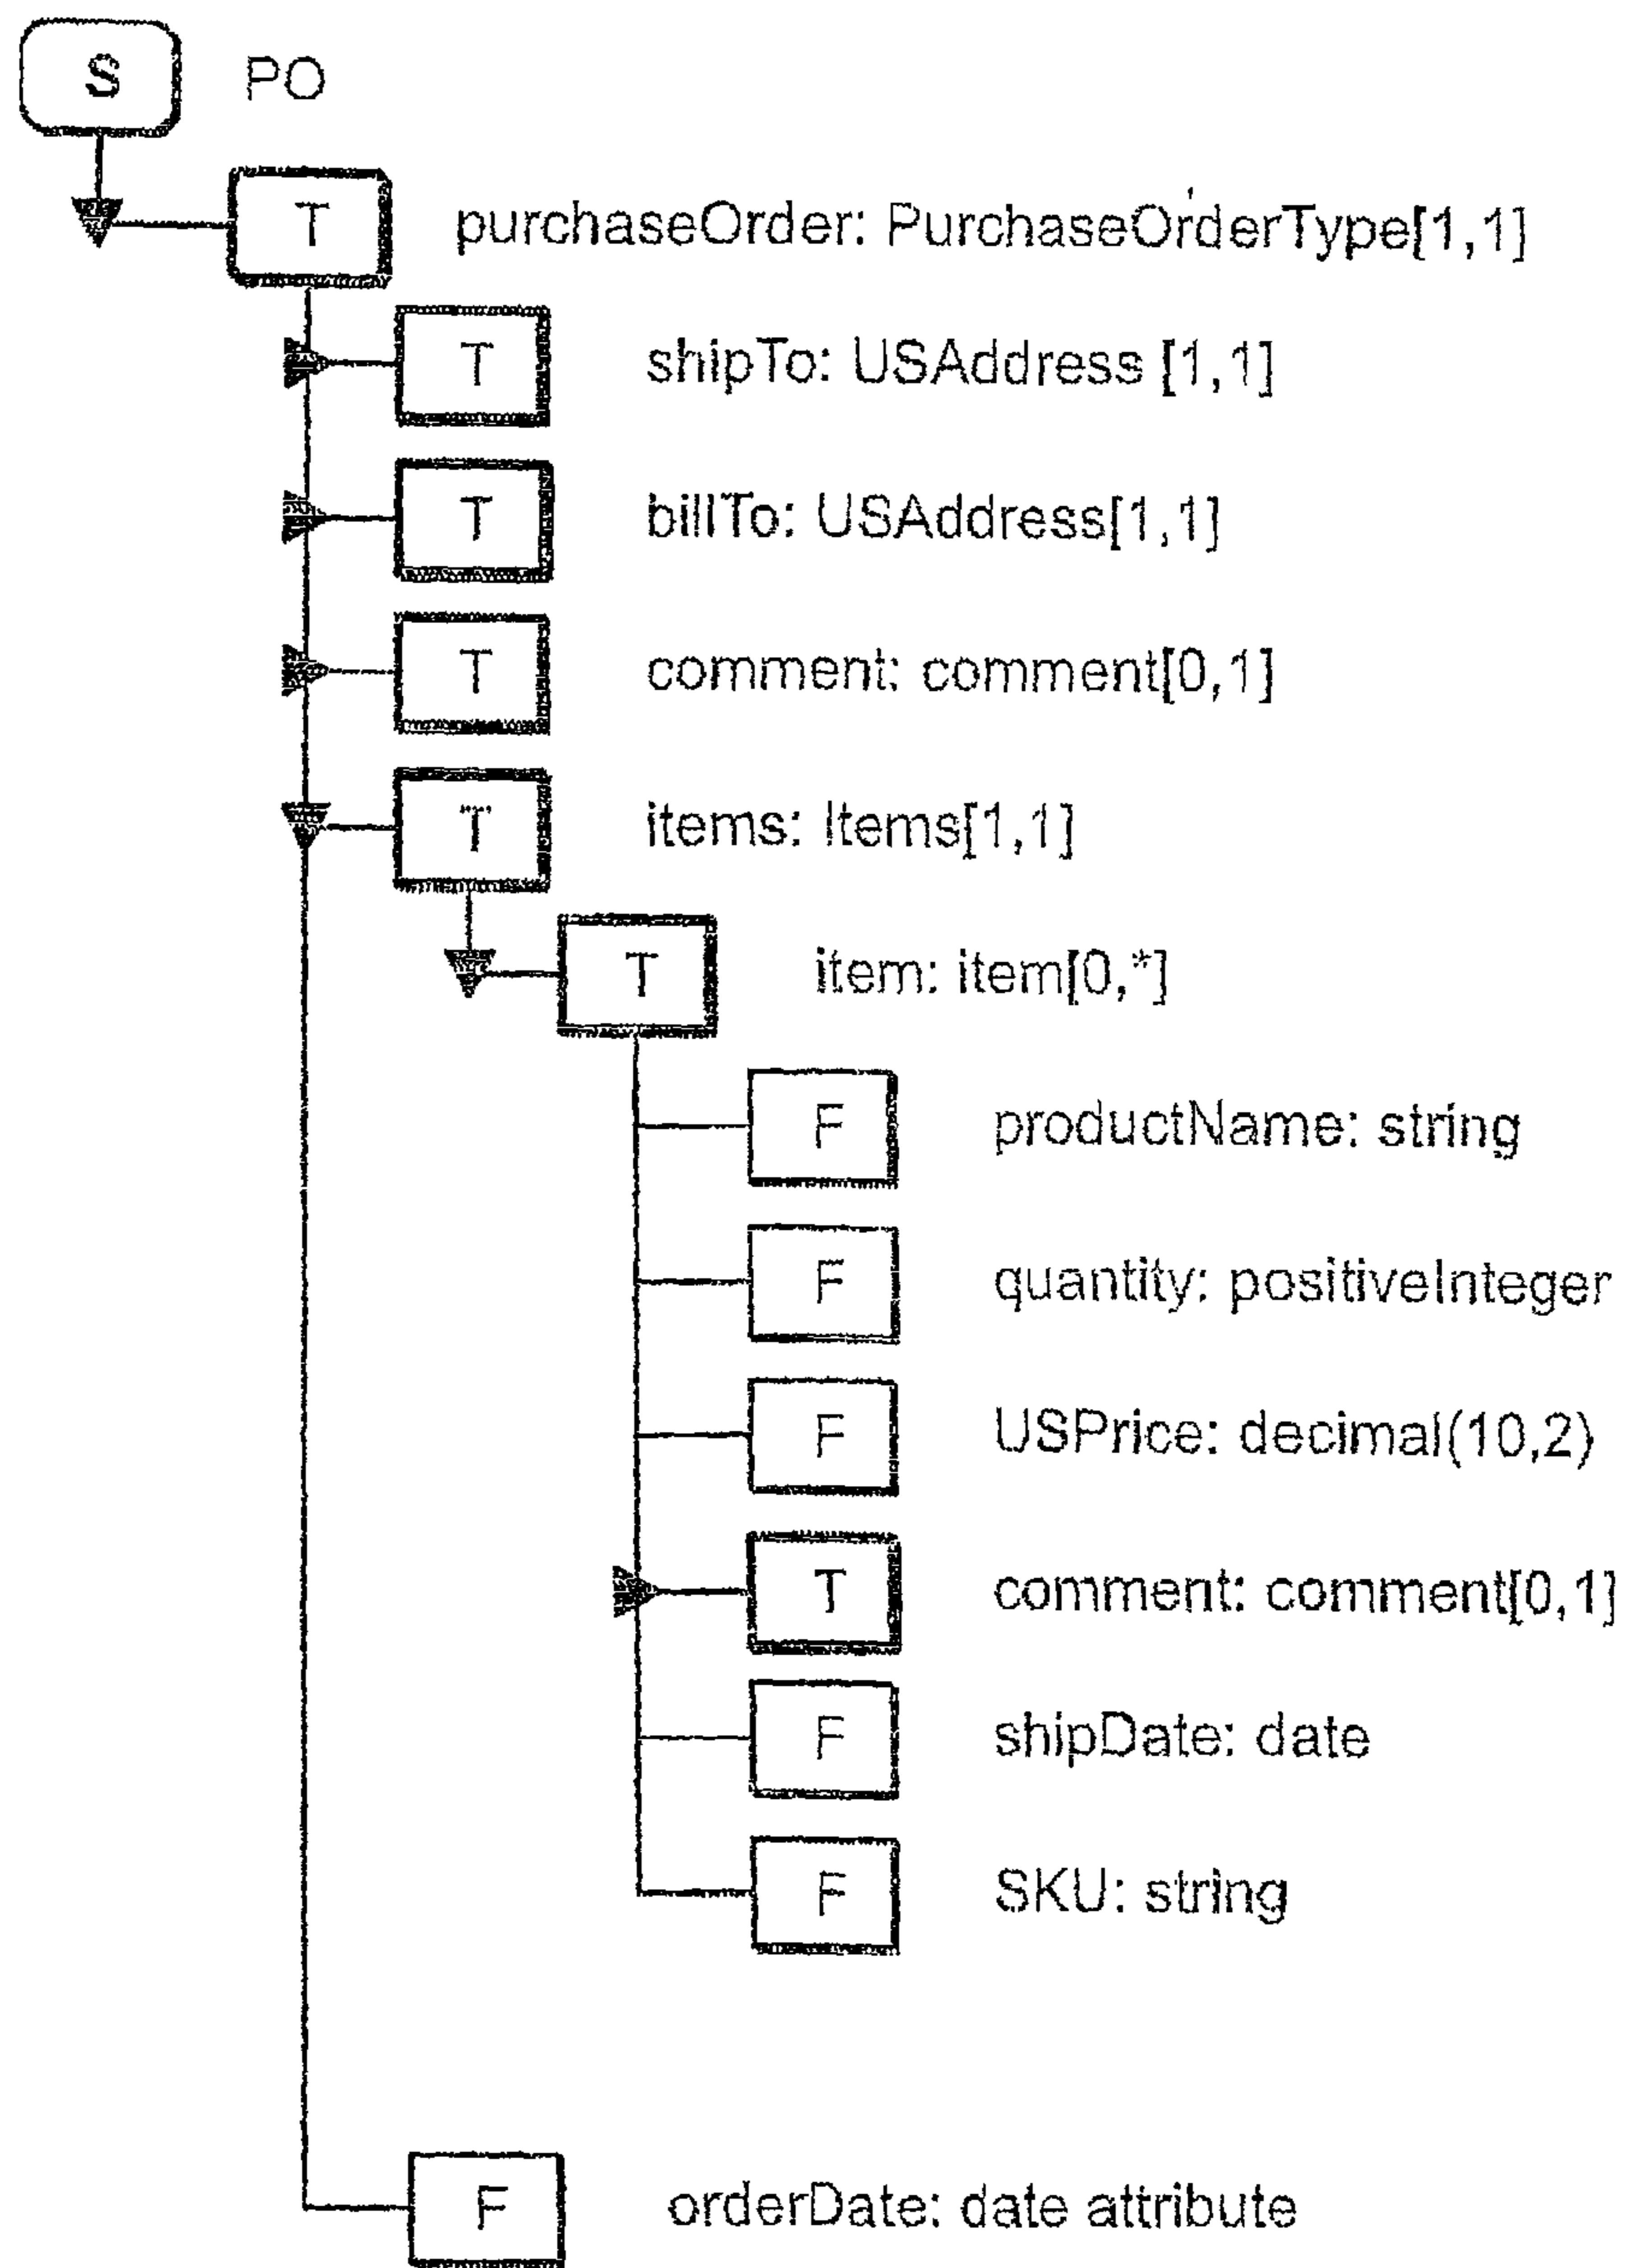 S PO
T purchaseOrder: PurchaseOrderType[1,1]
T shipTo: USAddress [1,1]
T billTo: USAddress[1,1]
T comment: comment[0,1]
T items: Items[1,1]
T item: item[0,*]
F productName: string
F quantity: positiveInteger
F USPrice: decimal(10,2)
T comment: comment[0,1]
F shipDate: date
F SKU: string
F orderDate: date attribute